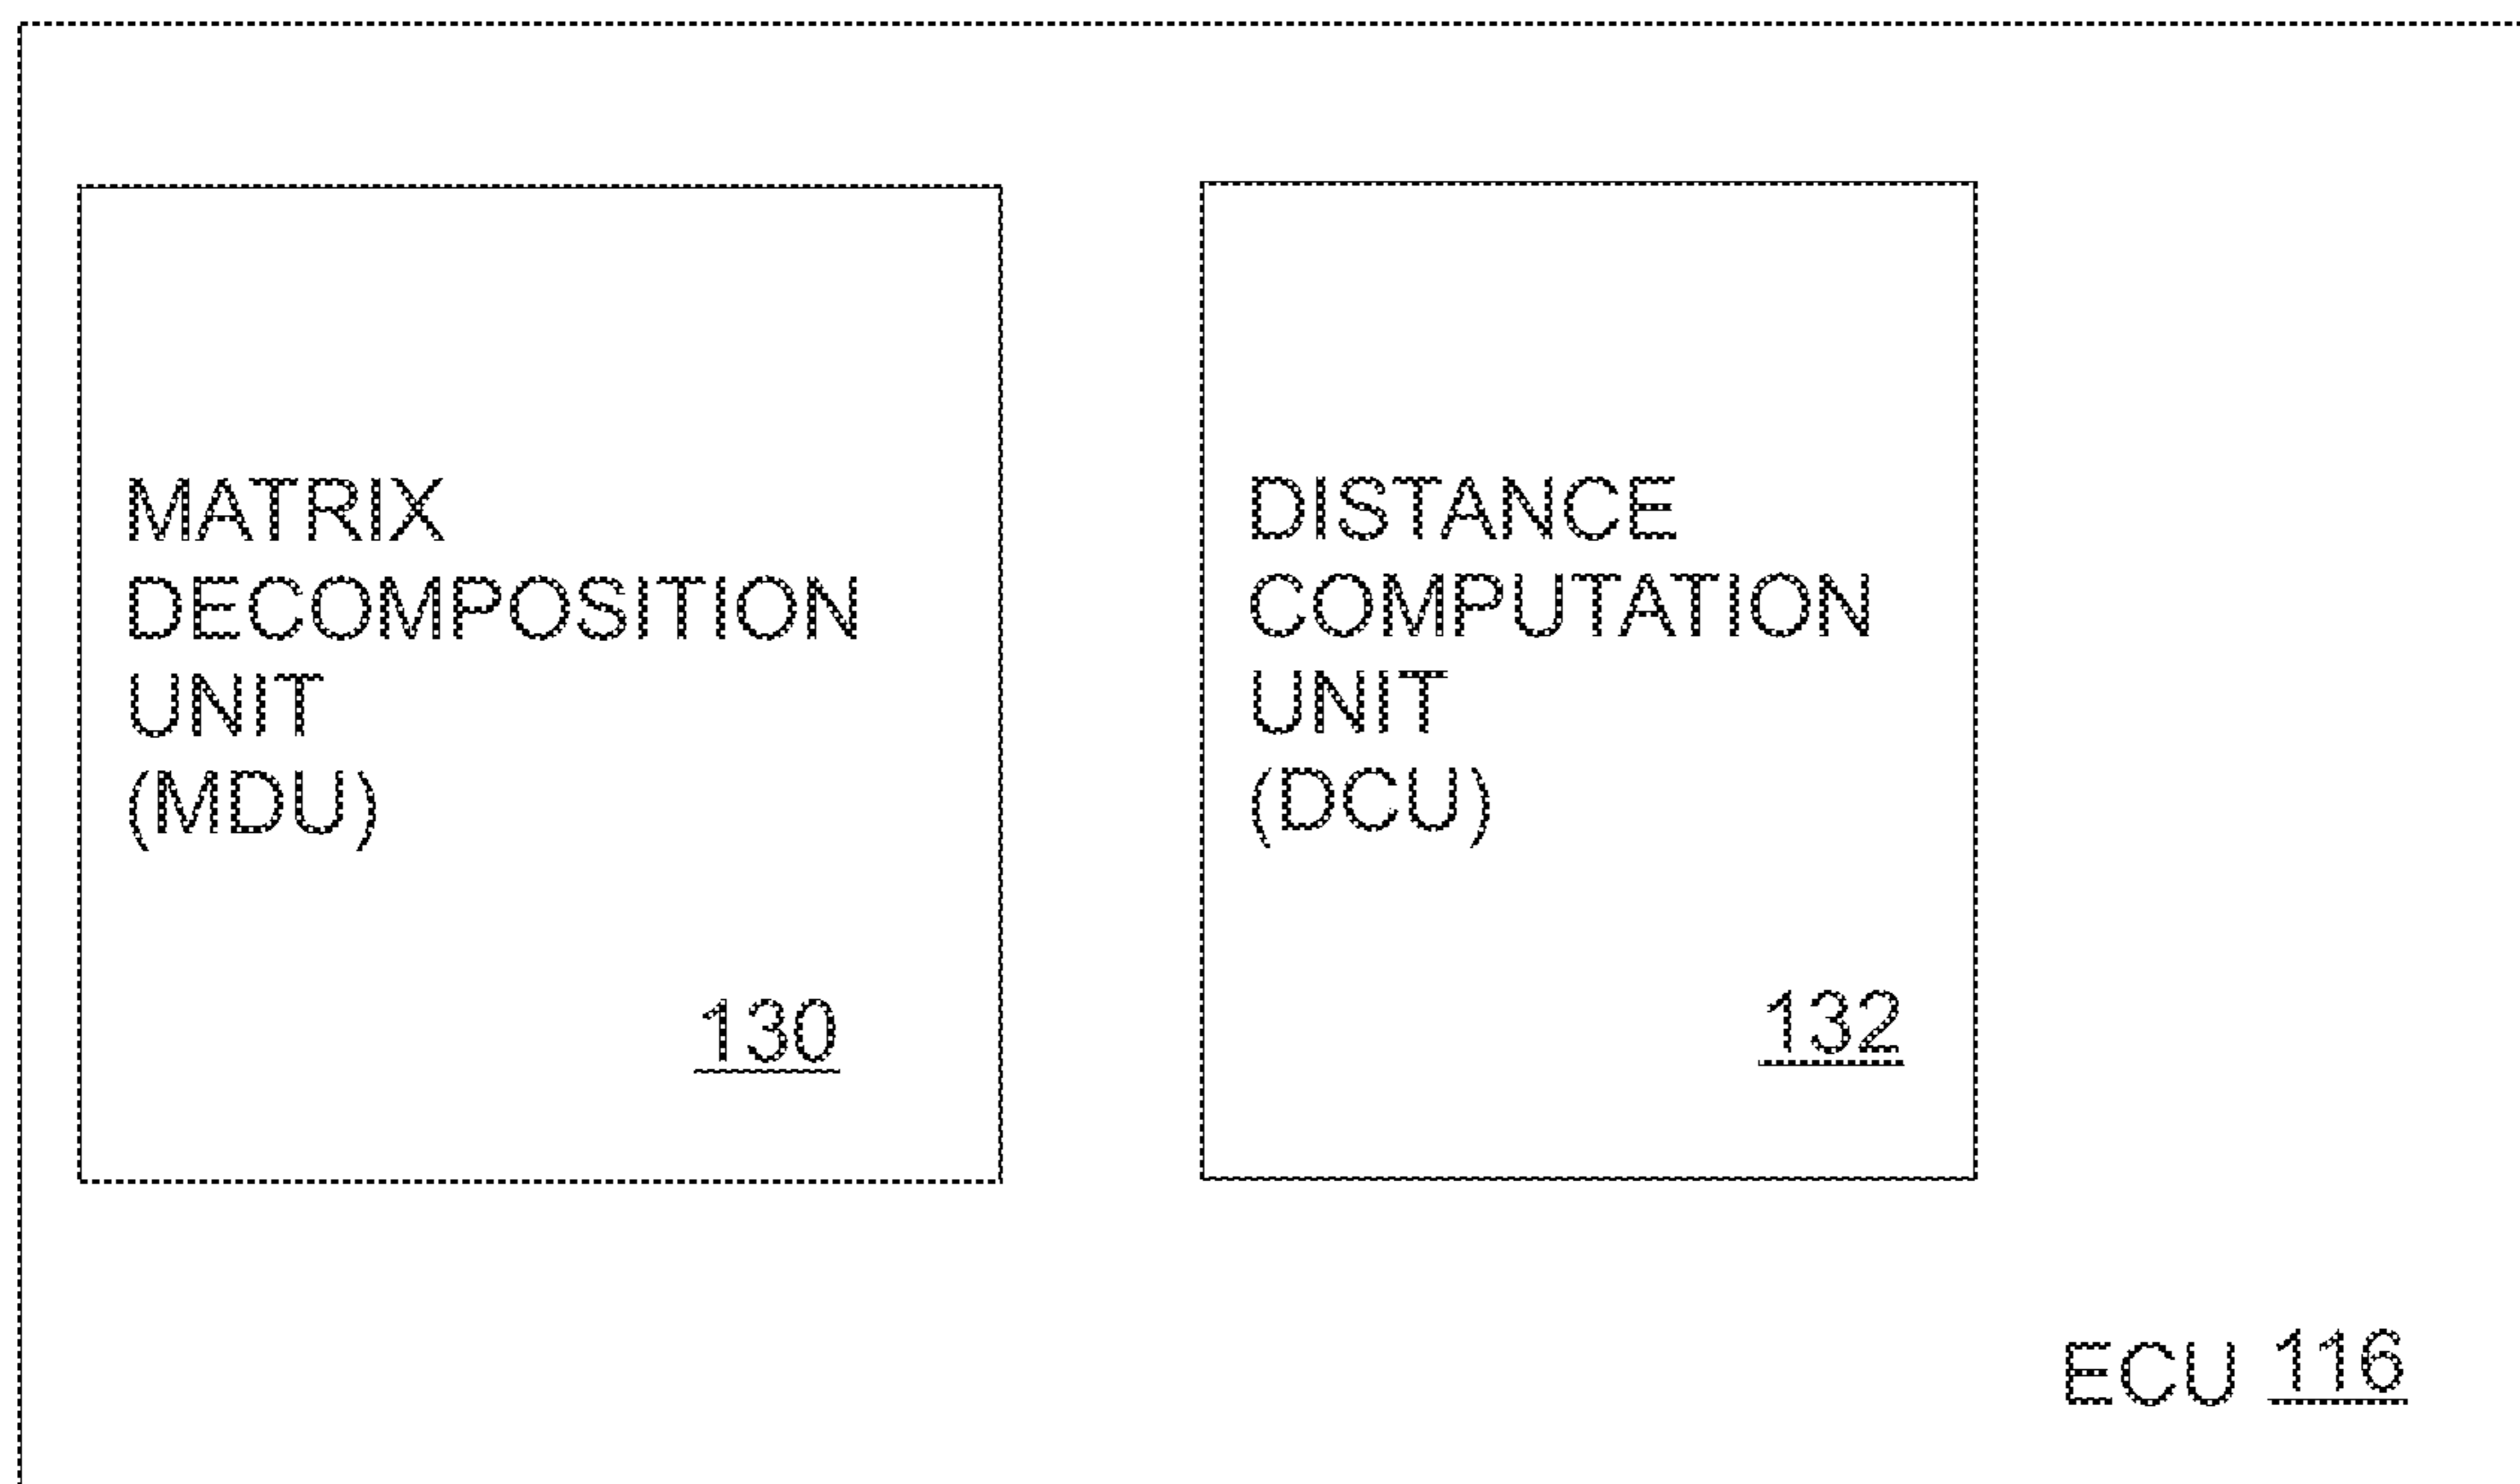 MATRIX
DECOMPOSITION
UNIT
(MDU)
130
DISTANCE
COMPUTATION
UNIT
(DCU)
132
ECU 116